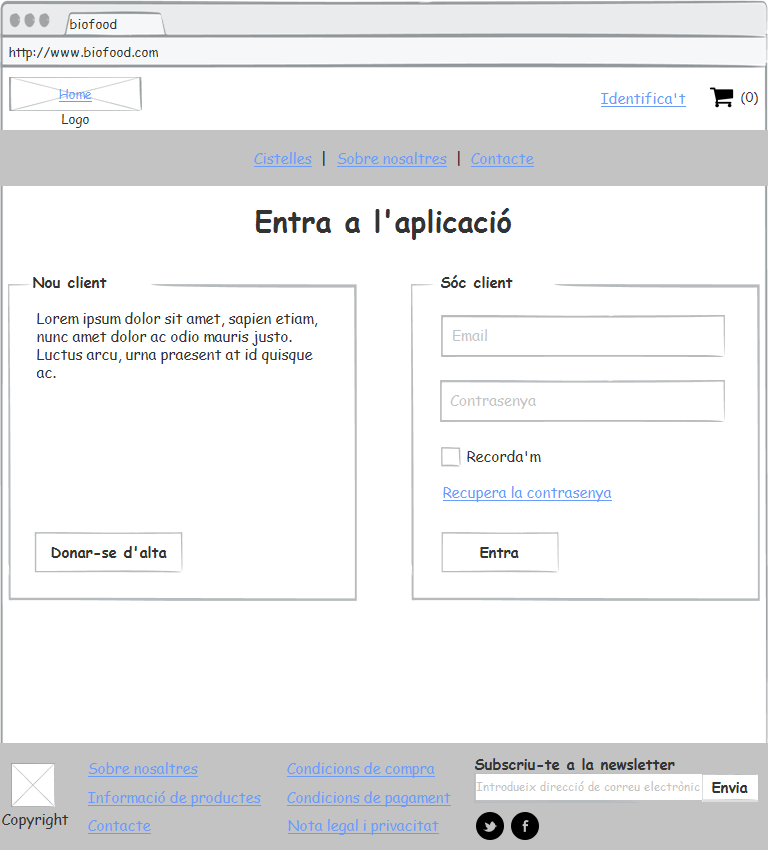 biofood
http://www.biofood.com
Home
Logo
Identifica't
(0)
Cistelles | Sobre nosaltres | Contacte
Entra a l'aplicació
Nou client
Lorem ipsum dolor sit amet, sapien etiam,
nunc amet dolor ac odio mauris justo.
Luctus arcu, urna praesent at id quisque
ac.
Donar-se d'alta
Sóc client
Email
Contrasenya
Recorda'm
Recupera la contrasenya
Entra
Copyright
Sobre nosaltres
Informació de productes
Contacte
Condicions de compra
Condicions de pagament
Nota legal i privacitat
Subscriu-te a la newsletter
Introdueix direcció de correu electrònic
Envia